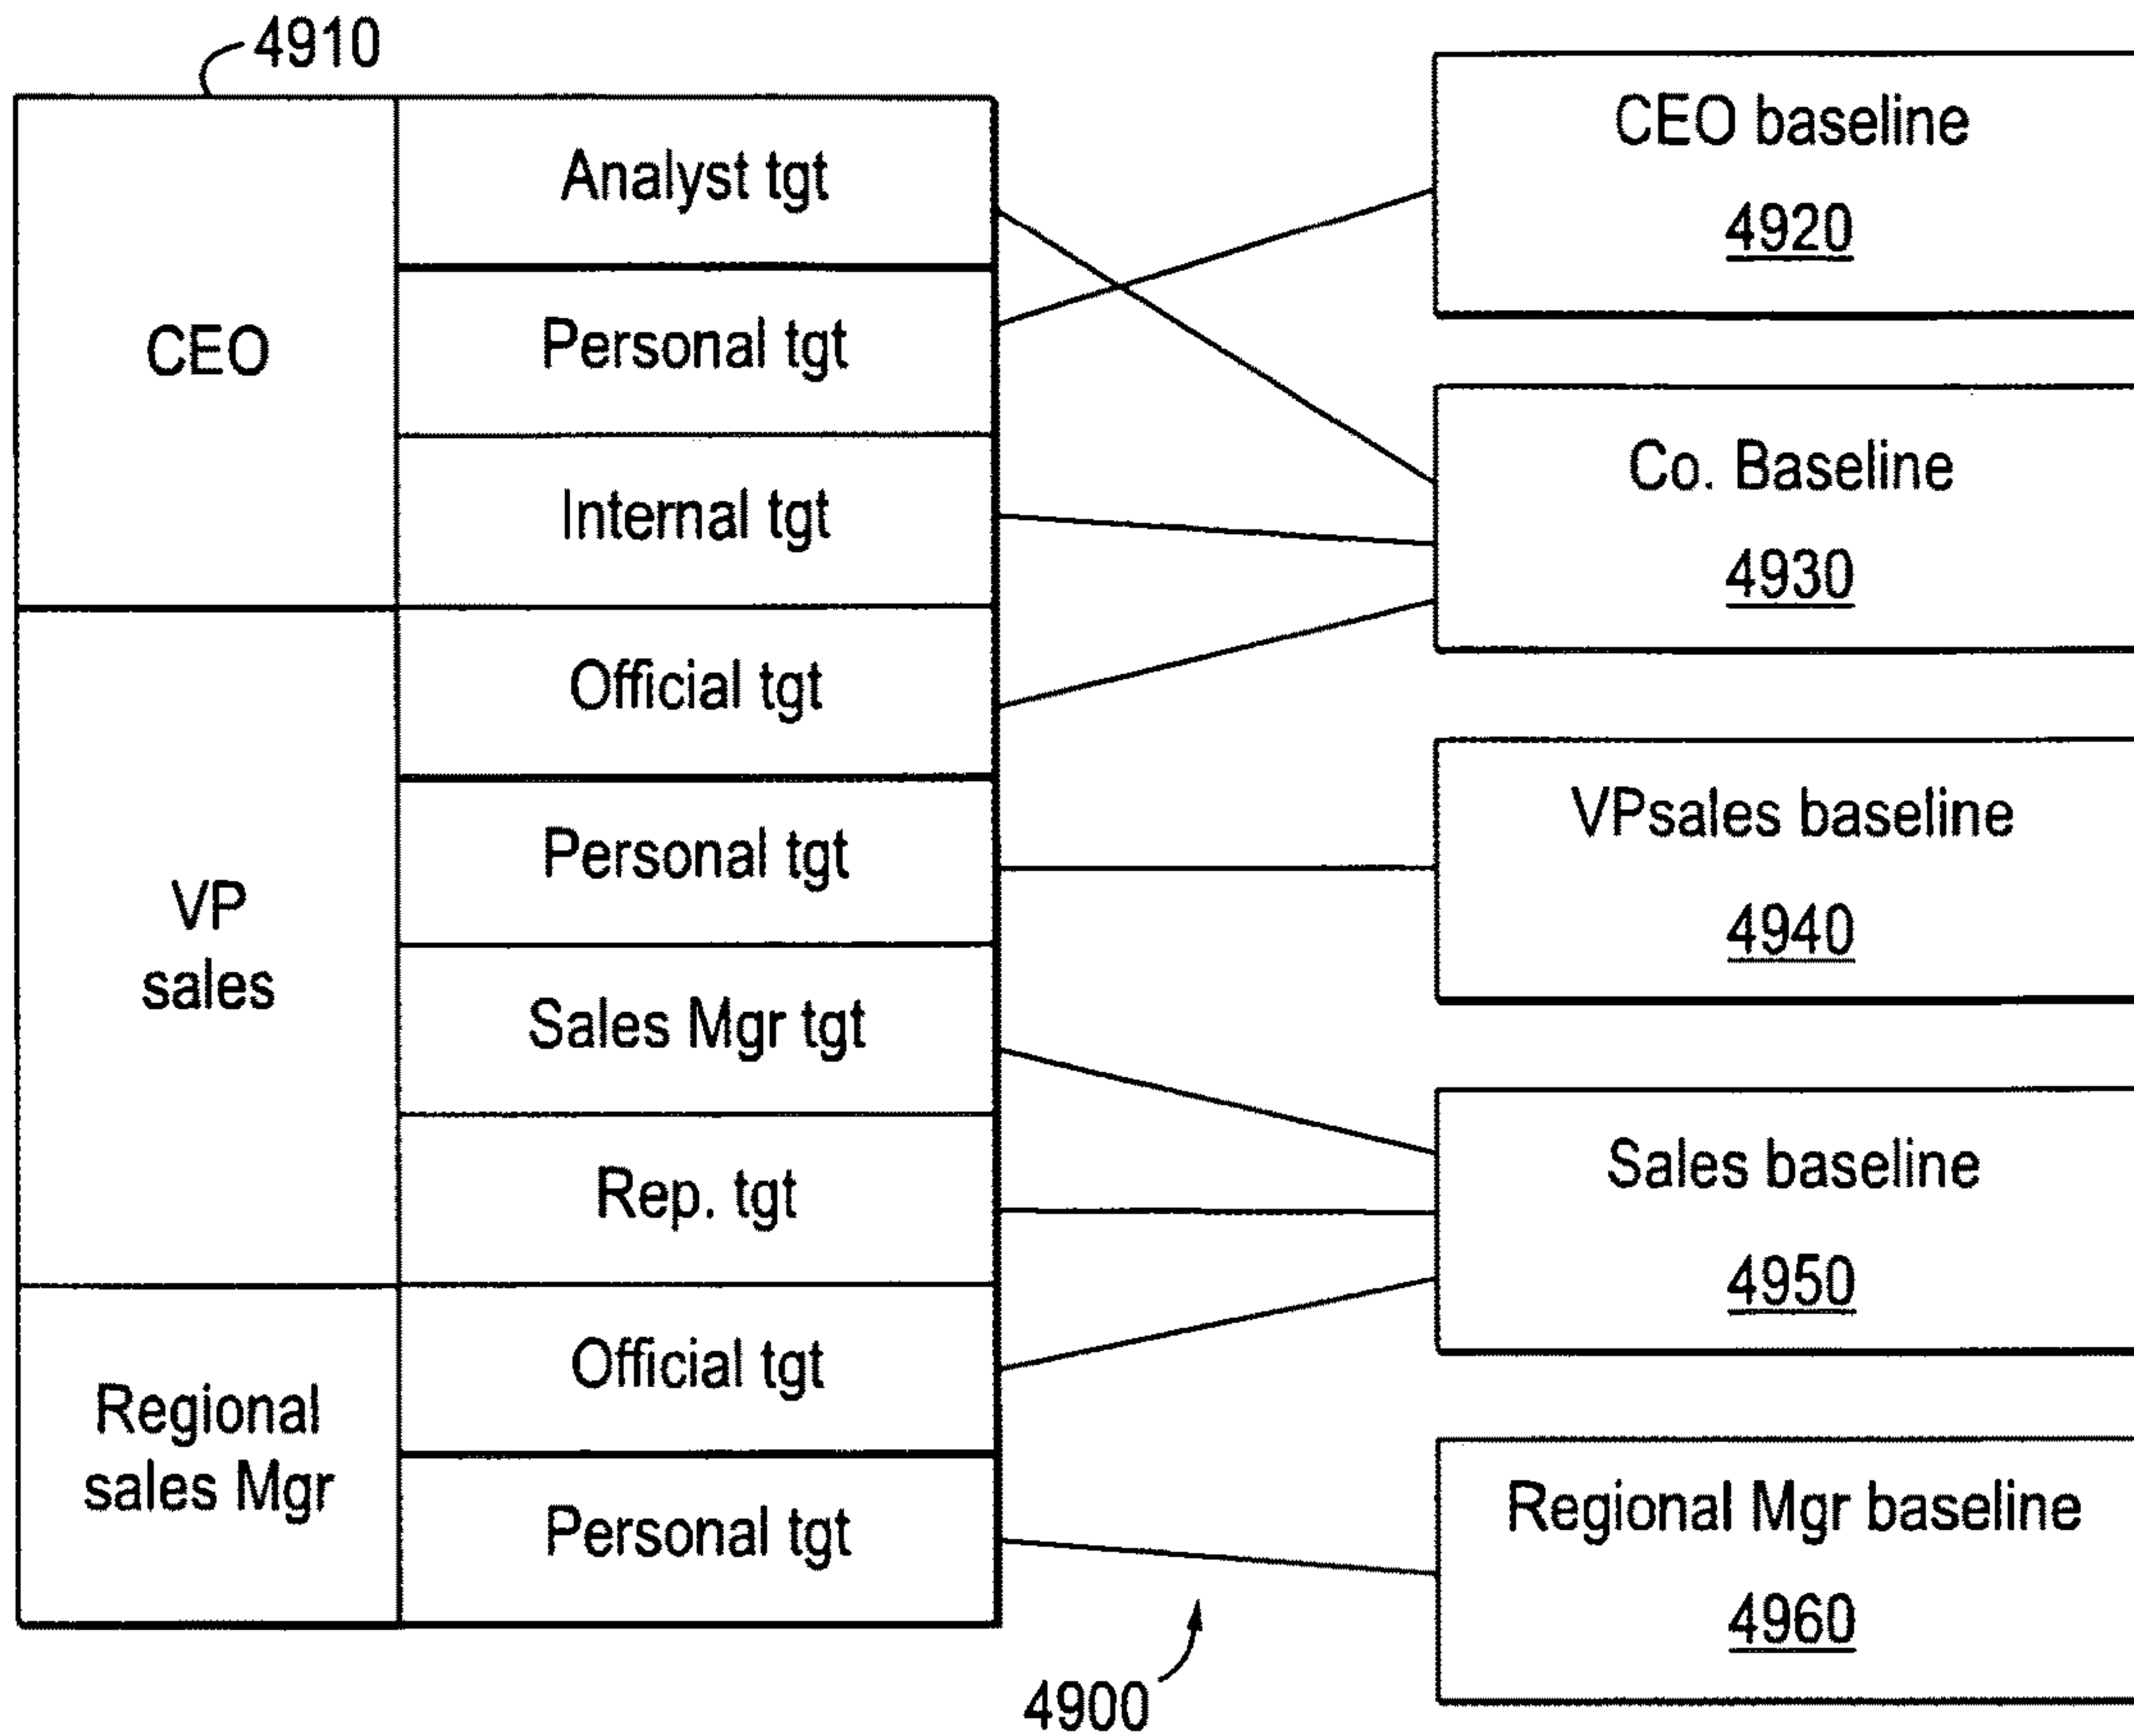 4910
CEO
Analyst tgt
Personal tgt
Internal tgt
VP
sales
Official tgt
Personal tgt
Sales Mgr tgt
Rep. tgt
Regional
sales Mgr
Official tgt
Personal tgt
CEO baseline
4920
Co. Baseline
4930
VPsales baseline
4940
Sales baseline
4950
Regional Mgr baseline
4960
4900